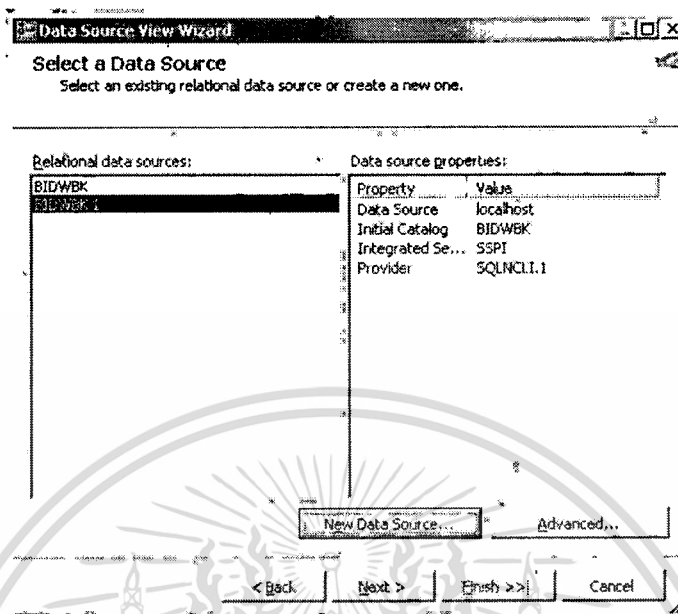 Data Source View Wizard
Select a Data Source
Select an existing relational data source or create a new one.
Relational data sources:
BIDWBK
BIDWBK 1
Data source properties:
Property Value
Data Source localhost
Initial Catalog BIDWBK
Integrated Se... SSPI
Provider SQLNCLI.1
New Data Source...
Advanced...
< Back
Next >
Finish >>|
Cancel